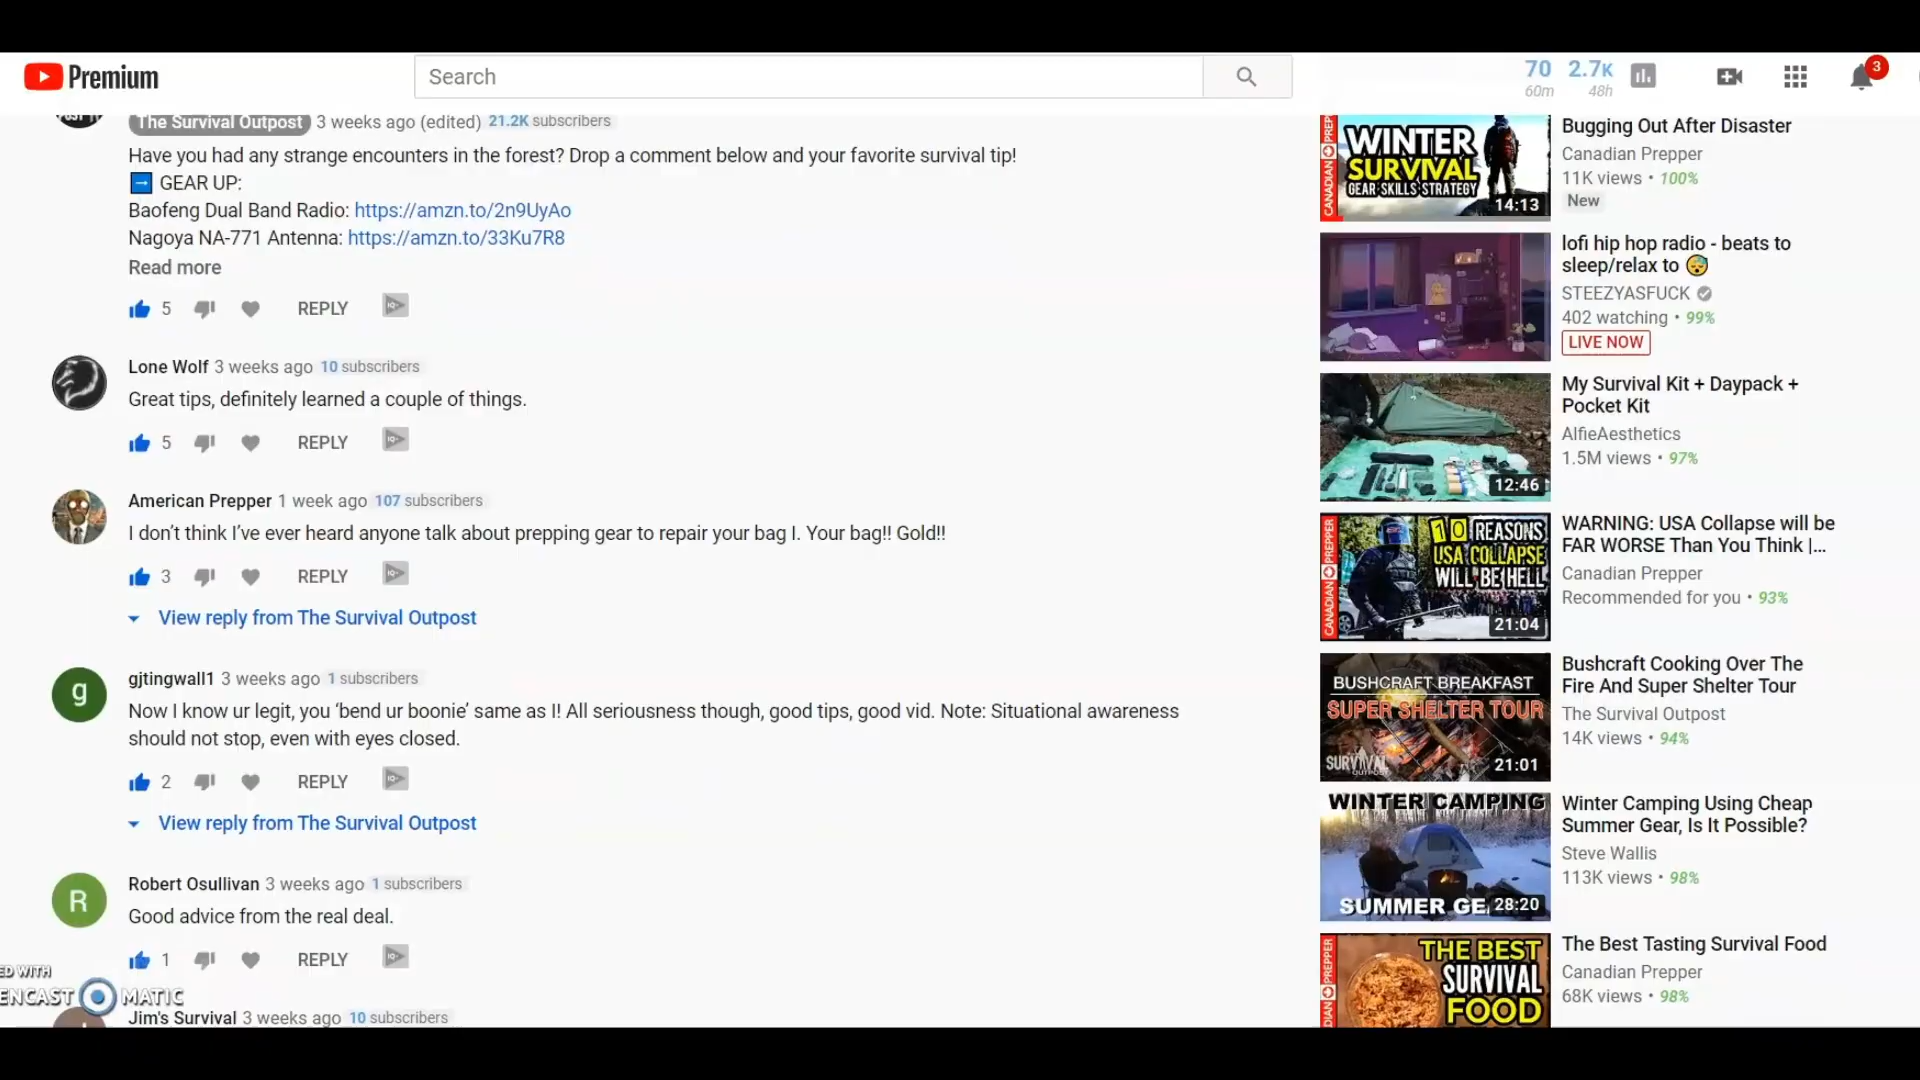 Premium
Search
70 2.7K
60m 48h
3
The Survival Outpost 3 weeks ago (edited) 21.2K subscribers
Have you had any strange encounters in the forest? Drop a comment below and your favorite survival tip!
GEAR UP:
Baofeng Dual Band Radio: https://amzn.to/2n9UyAo
Nagoya NA-771 Antenna: https://amzn.to/33Ku7R8
Read more
5 REPLY
Lone Wolf 3 weeks ago 10 subscribers
Great tips, definitely learned a couple of things.
5 REPLY
American Prepper 1 week ago 107 subscribers
I don’t think I’ve ever heard anyone talk about prepping gear to repair your bag I. Your bag!! Gold!!
3 REPLY
View reply from The Survival Outpost
g
gjtingwall1 3 weeks ago 1 subscribers
Now I know ur legit, you ‘bend ur boonie’ same as I! All seriousness though, good tips, good vid. Note: Situational awareness
should not stop, even with eyes closed.
2 REPLY
View reply from The Survival Outpost
R
Robert Osullivan 3 weeks ago 1 subscribers
Good advice from the real deal.
1 REPLY
ED WITH
ENCAST MATIC
Jim's Survival 3 weeks ago 10 subscribers
CANADIAN PREP
WINTER
SURVIVAL
GEAR SKILLS STRATEGY
14:13
Bugging Out After Disaster
Canadian Prepper
11K views • 100%
New
lofi hip hop radio - beats to
sleep/relax to 😴
STEEZYASFUCK
402 watching • 99%
LIVE NOW
12:46
My Survival Kit + Daypack +
Pocket Kit
AlfieAesthetics
1.5M views • 97%
CANADIAN PREPPER
10 REASONS
USA COLLAPSE
WILL BE HELL
21:04
WARNING: USA Collapse will be
FAR WORSE Than You Think |...
Canadian Prepper
Recommended for you • 93%
BUSHCRAFT BREAKFAST
SUPER SHELTER TOUR
SURVIVAL
OUTPOST
21:01
Bushcraft Cooking Over The
Fire And Super Shelter Tour
The Survival Outpost
14K views • 94%
WINTER CAMPING
SUMMER GE
28:20
Winter Camping Using Cheap
Summer Gear, Is It Possible?
Steve Wallis
113K views • 98%
DIAN PREPPER
THE BEST
SURVIVAL
FOOD
The Best Tasting Survival Food
Canadian Prepper
68K views • 98%